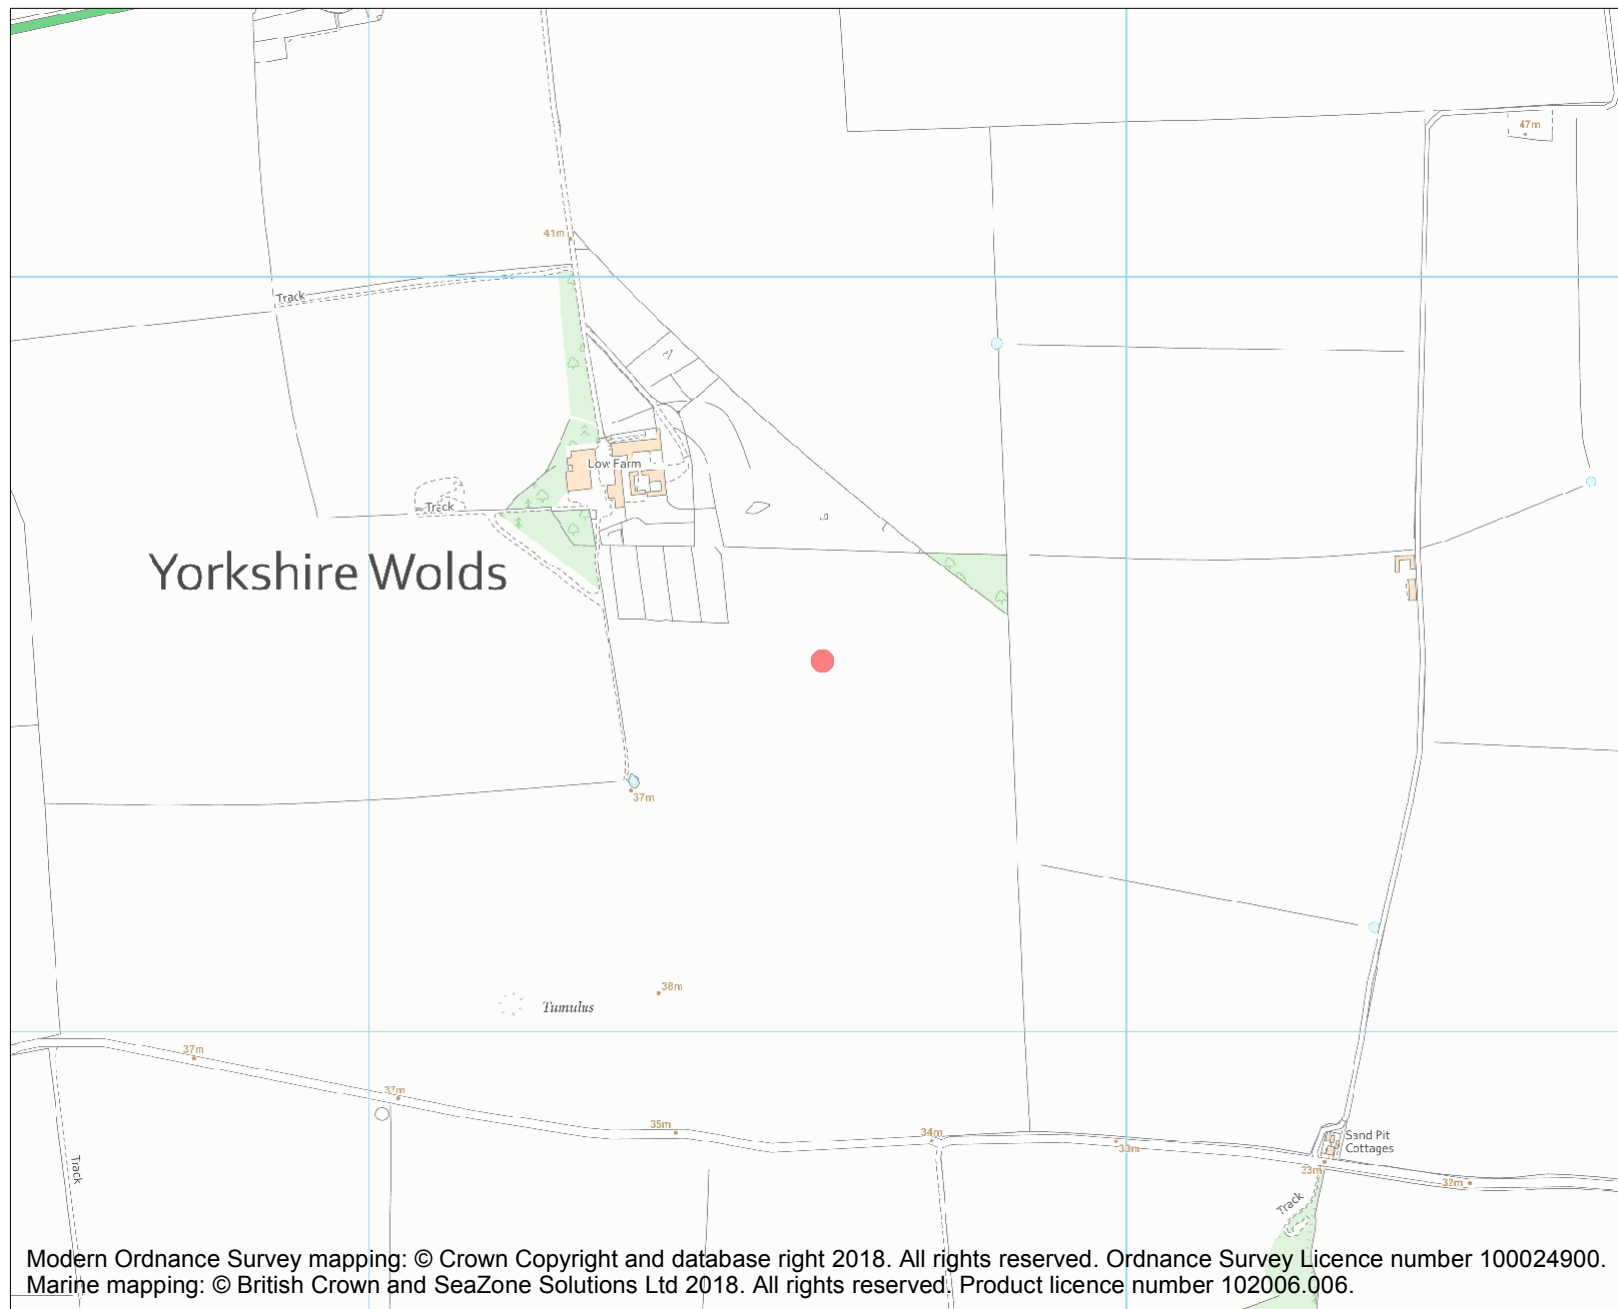 47m
41m
Track
Low Farm
Track
Yorkshire Wolds
37m
38m
Tumulus
37m
37m
35m
34m
33m
Sand Pit
Cottages
33m
32m
Track
Track
Modern Ordnance Survey mapping: © Crown Copyright and database right 2018. All rights reserved. Ordnance Survey Licence number 100024900.
Marine mapping: © British Crown and SeaZone Solutions Ltd 2018. All rights reserved. Product licence number 102006.006.